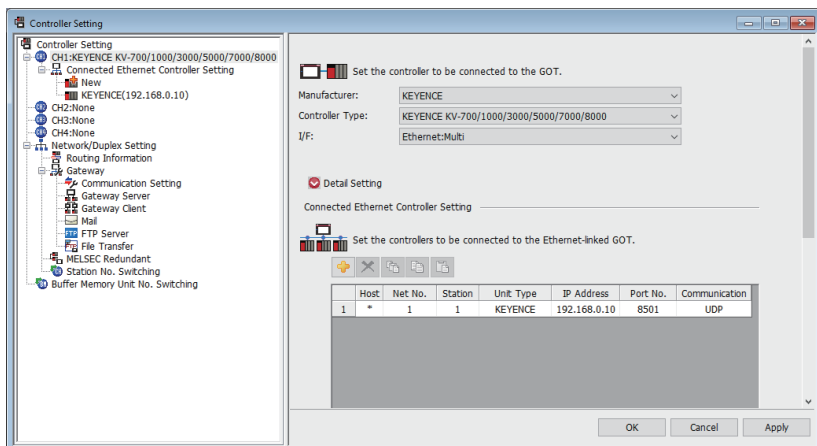 Controller Setting
Controller Setting
CH1:KEYENCE KV-700/1000/3000/5000/7000/8000
Connected Ethernet Controller Setting
New
KEYENCE(192.168.0.10)
CH2:None
CH3:None
CH4:None
Network/Duplex Setting
Routing Information
Gateway
Communication Setting
Gateway Server
Gateway Client
Mail
FTP FTP Server
File Transfer
MELSEC Redundant
Station No. Switching
Buffer Memory Unit No. Switching
Set the controller to be connected to the GOT.
Manufacturer: KEYENCE
Controller Type: KEYENCE KV-700/1000/3000/5000/7000/8000
I/F: Ethernet:Multi
Detail Setting
Connected Ethernet Controller Setting
Set the controllers to be connected to the Ethernet-linked GOT.
Host Net No. Station Unit Type IP Address Port No. Communication
1 * 1 1 KEYENCE 192.168.0.10 8501 UDP
OK Cancel Apply